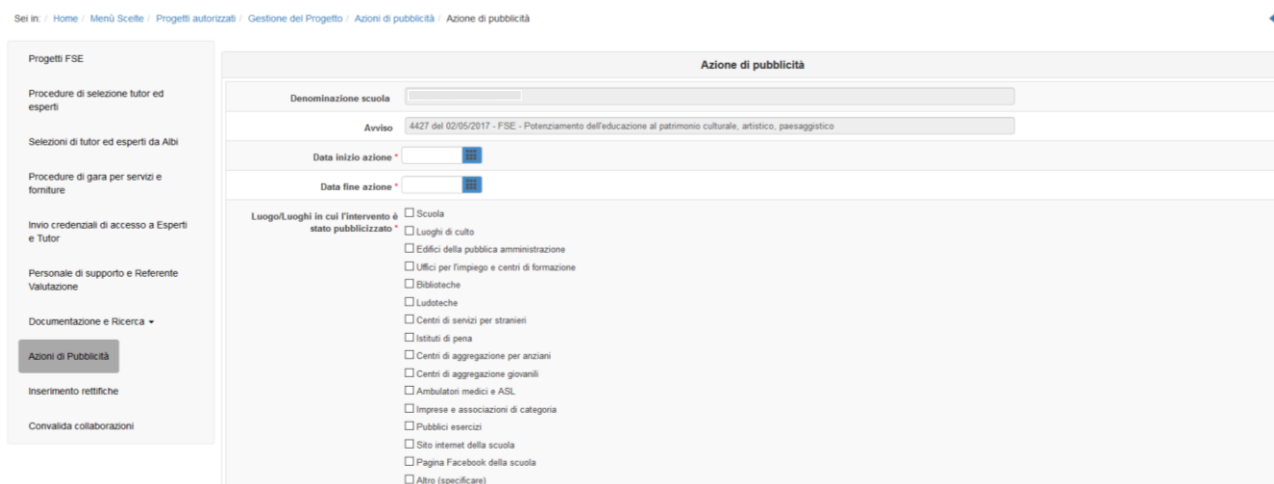 Sei in: / Home / Menù Scelte / Progetti autorizzati / Gestione del Progetto / Azioni di pubblicità / Azione di pubblicità
Progetti FSE
Procedure di selezione tutor ed
esperti
Selezioni di tutor ed esperti da Albi
Procedure di gara per servizi e
forniture
Invio credenziali di accesso a Esperti
e Tutor
Personale di supporto e Referente
Valutazione
Documentazione e Ricerca
Azioni di Pubblicità
Inserimento rettifiche
Convalida collaborazioni
Azione di pubblicità
Denominazione scuola
Avviso 4427 del 02/05/2017 - FSE - Potenziamento dell'educazione al patrimonio culturale, artistico, paesaggistico
Data inizio azione *
Data fine azione *
Luogo/Luoghi in cui l'intervento è
stato pubblicizzato *
Scuola
Luoghi di culto
Edifici della pubblica amministrazione
Uffici per l'impiego e centri di formazione
Biblioteche
Ludoteche
Centri di servizi per stranieri
Istituti di pena
Centri di aggregazione per anziani
Centri di aggregazione giovanili
Ambulatori medici e ASL
Imprese e associazioni di categoria
Pubblici esercizi
Sito internet della scuola
Pagina Facebook della scuola
Altro (specificare)